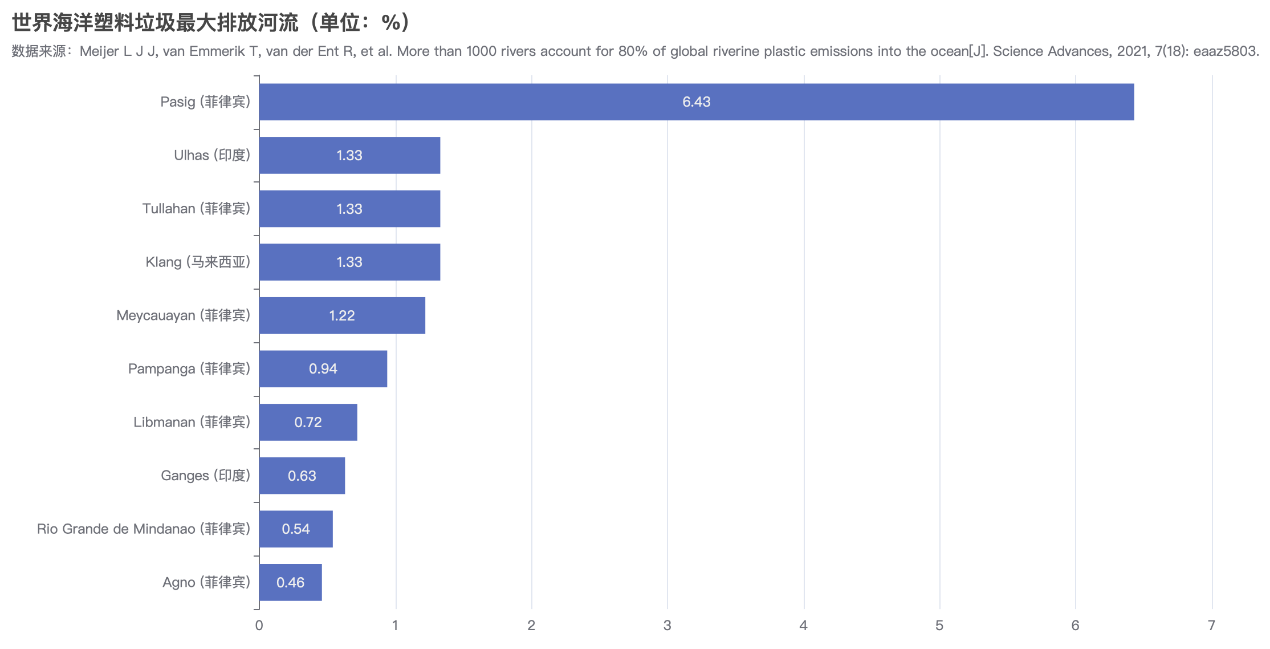 世界海洋塑料垃圾最大排放河流（单位：%）
数据来源：Meijer L J J, van Emmerik T, van der Ent R, et al. More than 1000 rivers account for 80% of global riverine plastic emissions into the ocean[J]. Science Advances, 2021, 7(18): eaaz5803.
Pasig (菲律宾) 6.43
Ulhas (印度) 1.33
Tullahan (菲律宾) 1.33
Klang (马来西亚) 1.33
Meycauayan (菲律宾) 1.22
Pampanga (菲律宾) 0.94
Libmanan (菲律宾) 0.72
Ganges (印度) 0.63
Rio Grande de Mindanao (菲律宾) 0.54
Agno (菲律宾) 0.46
0 1 2 3 4 5 6 7